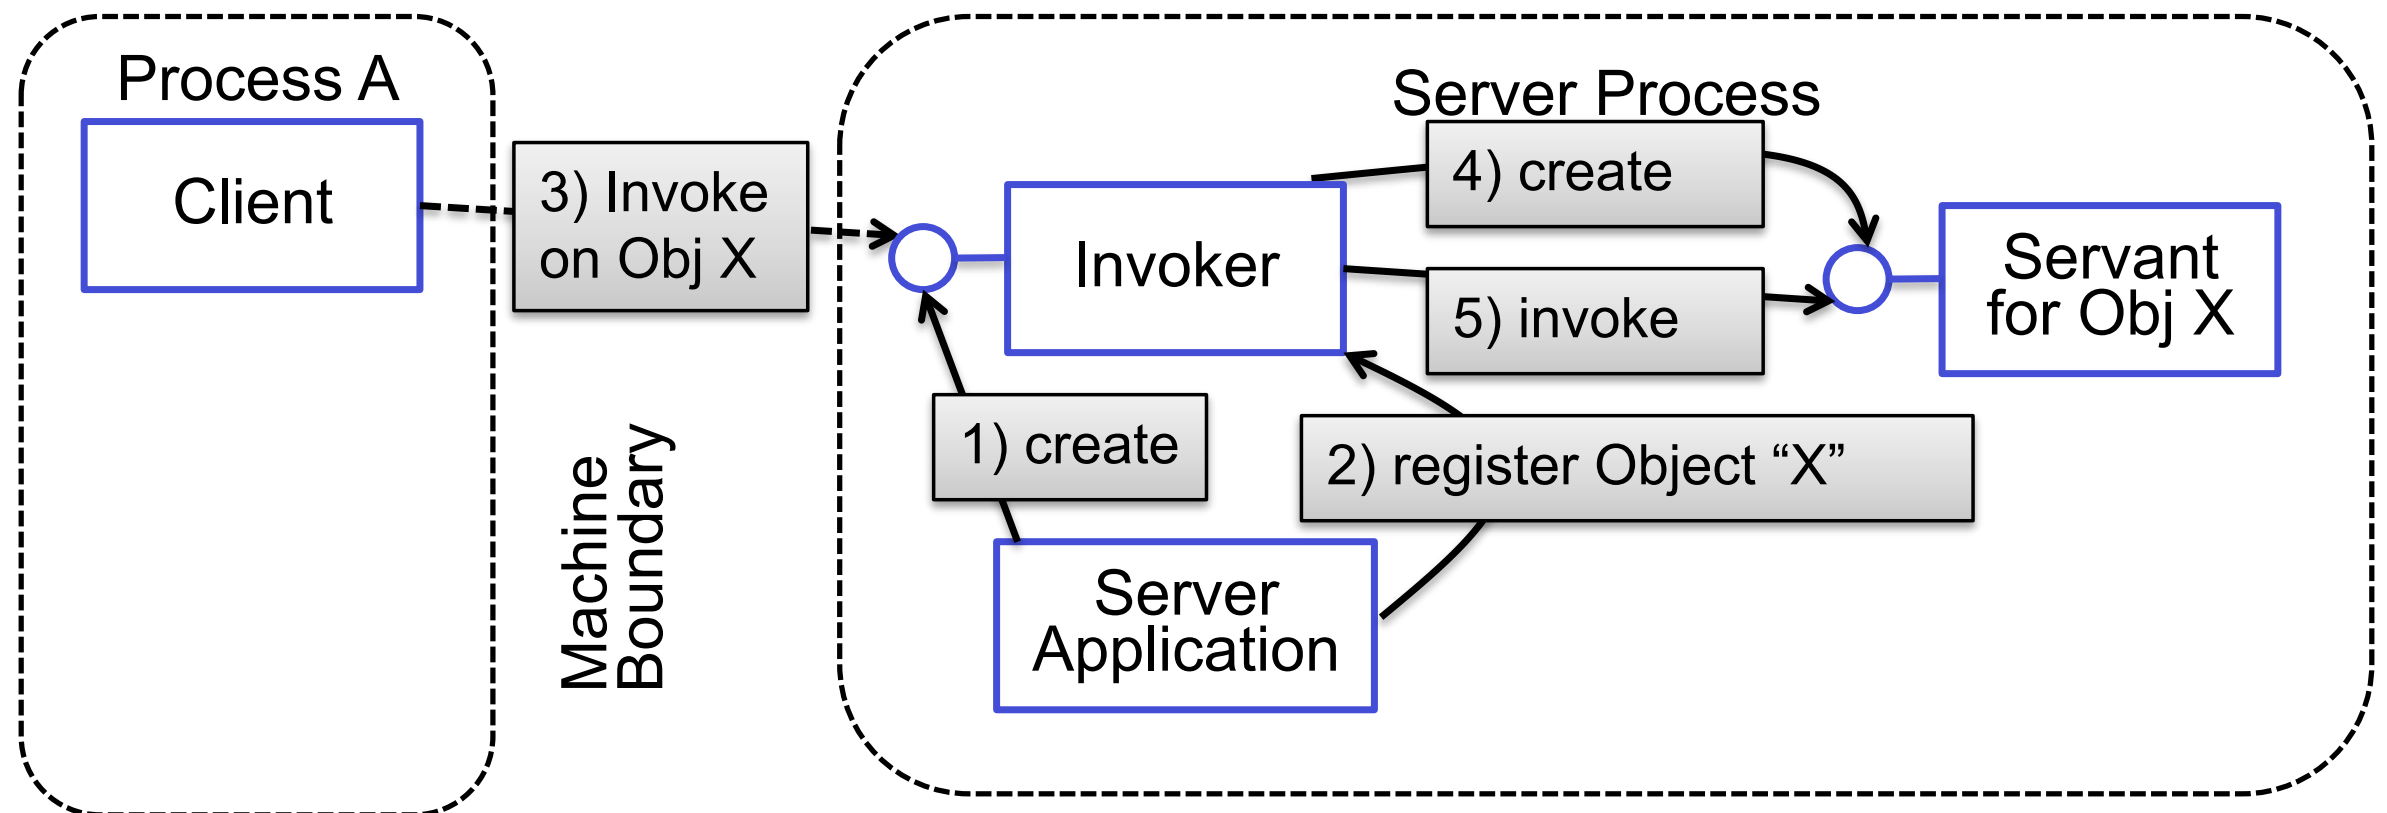 Process A
Client
3) Invoke
on Obj X
Machine
Boundary
Server Process
Invoker
4) create
5) invoke
Servant
for Obj X
1) create
2) register Object “X”
Server
Application